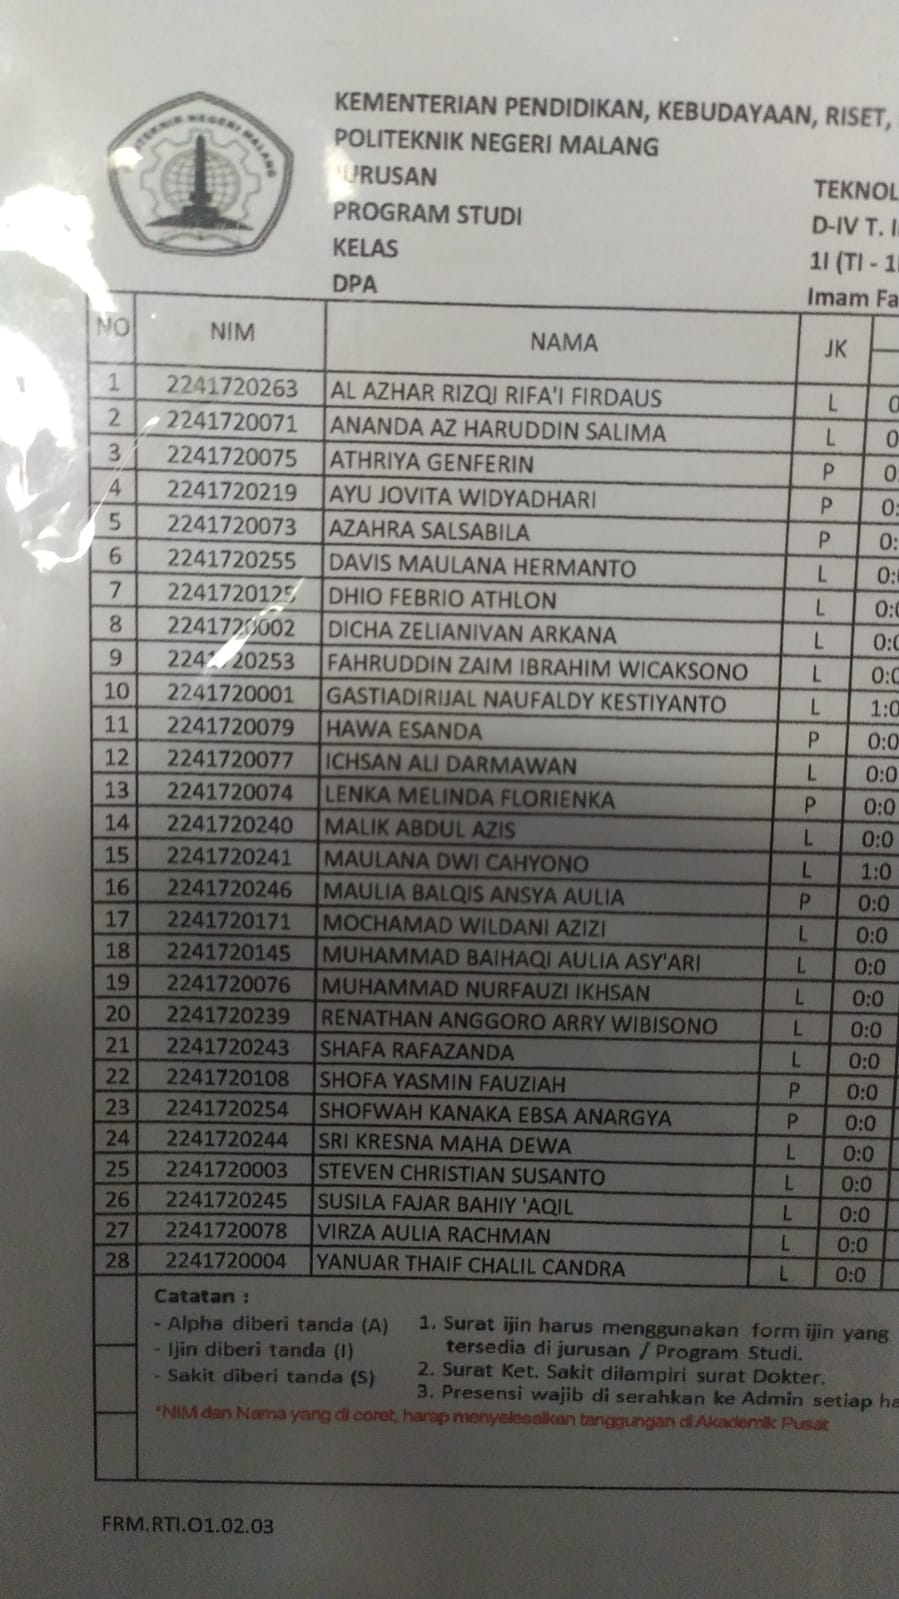 POLITEKNIK NEGERI MALANG
KEMENTERIAN PENDIDIKAN, KEBUDAYAAN, RISET,
POLITEKNIK NEGERI MALANG
JURUSAN TEKNOL
PROGRAM STUDI D-IV T. I
KELAS 1I (TI - 1
DPA Imam Fa
NO NIM NAMA JK
1 2241720263 AL AZHAR RIZQI RIFA'I FIRDAUS L 0
2 2241720071 ANANDA AZ HARUDDIN SALIMA L 0
3 2241720075 ATHRIYA GENFERIN P 0:
4 2241720219 AYU JOVITA WIDYADHARI P 0:
5 2241720073 AZAHRA SALSABILA P 0:
6 2241720255 DAVIS MAULANA HERMANTO L 0:
7 2241720125 DHIO FEBRIO ATHLON L 0:
8 2241720002 DICHA ZELIANIVAN ARKANA L 0:0
9 2241720253 FAHRUDDIN ZAIM IBRAHIM WICAKSONO L 0:0
10 2241720001 GASTIADIRIJAL NAUFALDY KESTIYANTO L 1:0
11 2241720079 HAWA ESANDA P 0:0
12 2241720077 ICHSAN ALI DARMAWAN L 0:0
13 2241720074 LENKA MELINDA FLORIENKA P 0:0
14 2241720240 MALIK ABDUL AZIS L 0:0
15 2241720241 MAULANA DWI CAHYONO L 1:0
16 2241720246 MAULIA BALQIS ANSYA AULIA P 0:0
17 2241720171 MOCHAMAD WILDANI AZIZI L 0:0
18 2241720145 MUHAMMAD BAIHAQI AULIA ASY'ARI L 0:0
19 2241720076 MUHAMMAD NURFAUZI IKHSAN L 0:0
20 2241720239 RENATHAN ANGGORO ARRY WIBISONO L 0:0
21 2241720243 SHAFA RAFAZANDA L 0:0
22 2241720108 SHOFA YASMIN FAUZIAH P 0:0
23 2241720254 SHOFWAH KANAKA EBSA ANARGYA P 0:0
24 2241720244 SRI KRESNA MAHA DEWA L 0:0
25 2241720003 STEVEN CHRISTIAN SUSANTO L 0:0
26 2241720245 SUSILA FAJAR BAHIY 'AQIL L 0:0
27 2241720078 VIRZA AULIA RACHMAN L 0:0
28 2241720004 YANUAR THAIF CHALIL CANDRA L 0:0
Catatan :
- Alpha diberi tanda (A)
- Ijin diberi tanda (I)
- Sakit diberi tanda (S)
1. Surat ijin harus menggunakan form ijin yang
tersedia di jurusan / Program Studi.
2. Surat Ket. Sakit dilampiri surat Dokter.
3. Presensi wajib di serahkan ke Admin setiap ha
*NIM dan Nama yang di coret, harap menyelesaikan tanggungan di Akademik Pusat
FRM.RTI.O1.02.03